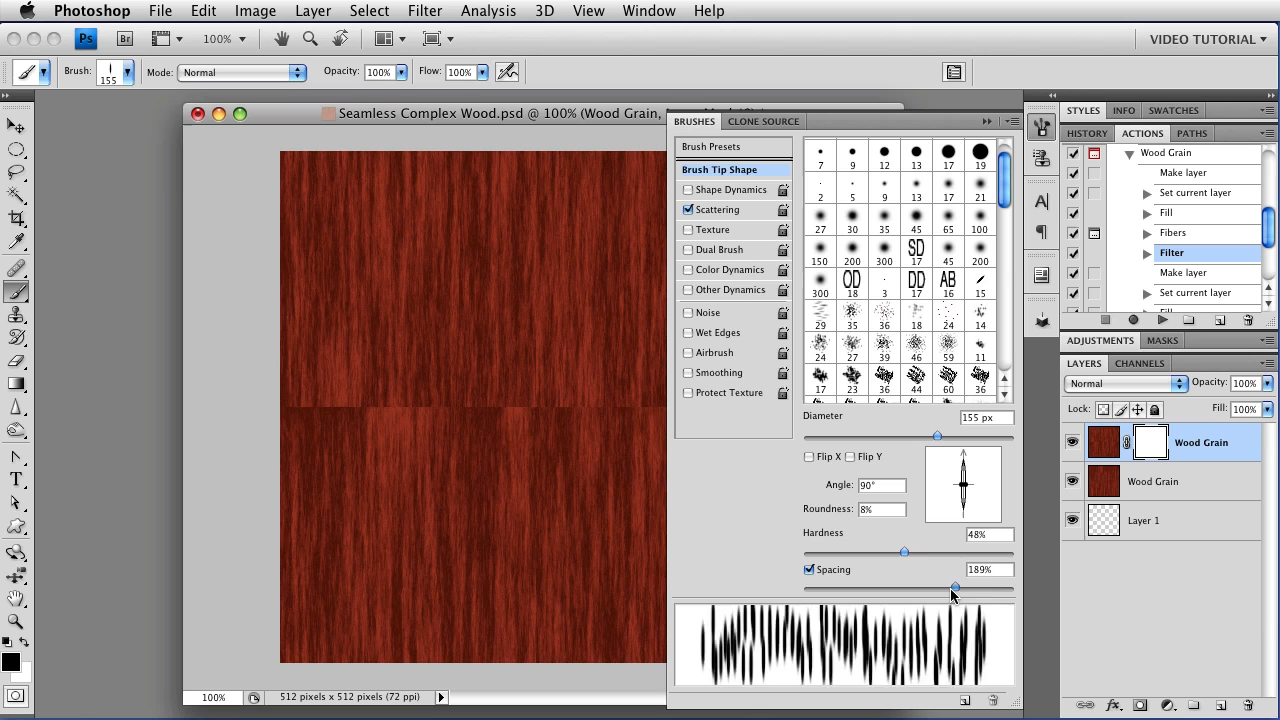 Photoshop File Edit Image Layer Select Filter Analysis 3D View Window Help
Ps Br 100% VIDEO TUTORIAL
Brush: 155 Mode: Normal Opacity: 100% Flow: 100%
Seamless Complex Wood.psd @ 100% (Wood Grain,
BRUSHES CLONE SOURCE
Brush Presets
Brush Tip Shape
Shape Dynamics
Scattering
Texture
Dual Brush
Color Dynamics
Other Dynamics
Noise
Wet Edges
Airbrush
Smoothing
Protect Texture
7 9 12 13 17 19
2 5 9 13 17 21
27 30 35 45 65 100
SD
150 200 300 17 45 200
OD DD AB
300 18 3 17 16 15
29 35 36 18 24 14
24 27 39 46 59 11
17 23 36 44 60 36
Diameter 155 px
Flip X Flip Y
Angle: 90°
Roundness: 8%
Hardness 48%
Spacing 189%
STYLES INFO SWATCHES
HISTORY ACTIONS PATHS
Wood Grain
Make layer
Set current layer
Fill
Fibers
Filter
Make layer
Set current layer
ADJUSTMENTS MASKS
LAYERS CHANNELS
Normal Opacity: 100%
Lock: Fill: 100%
Wood Grain
Wood Grain
Layer 1
100% 512 pixels x 512 pixels (72 ppi)